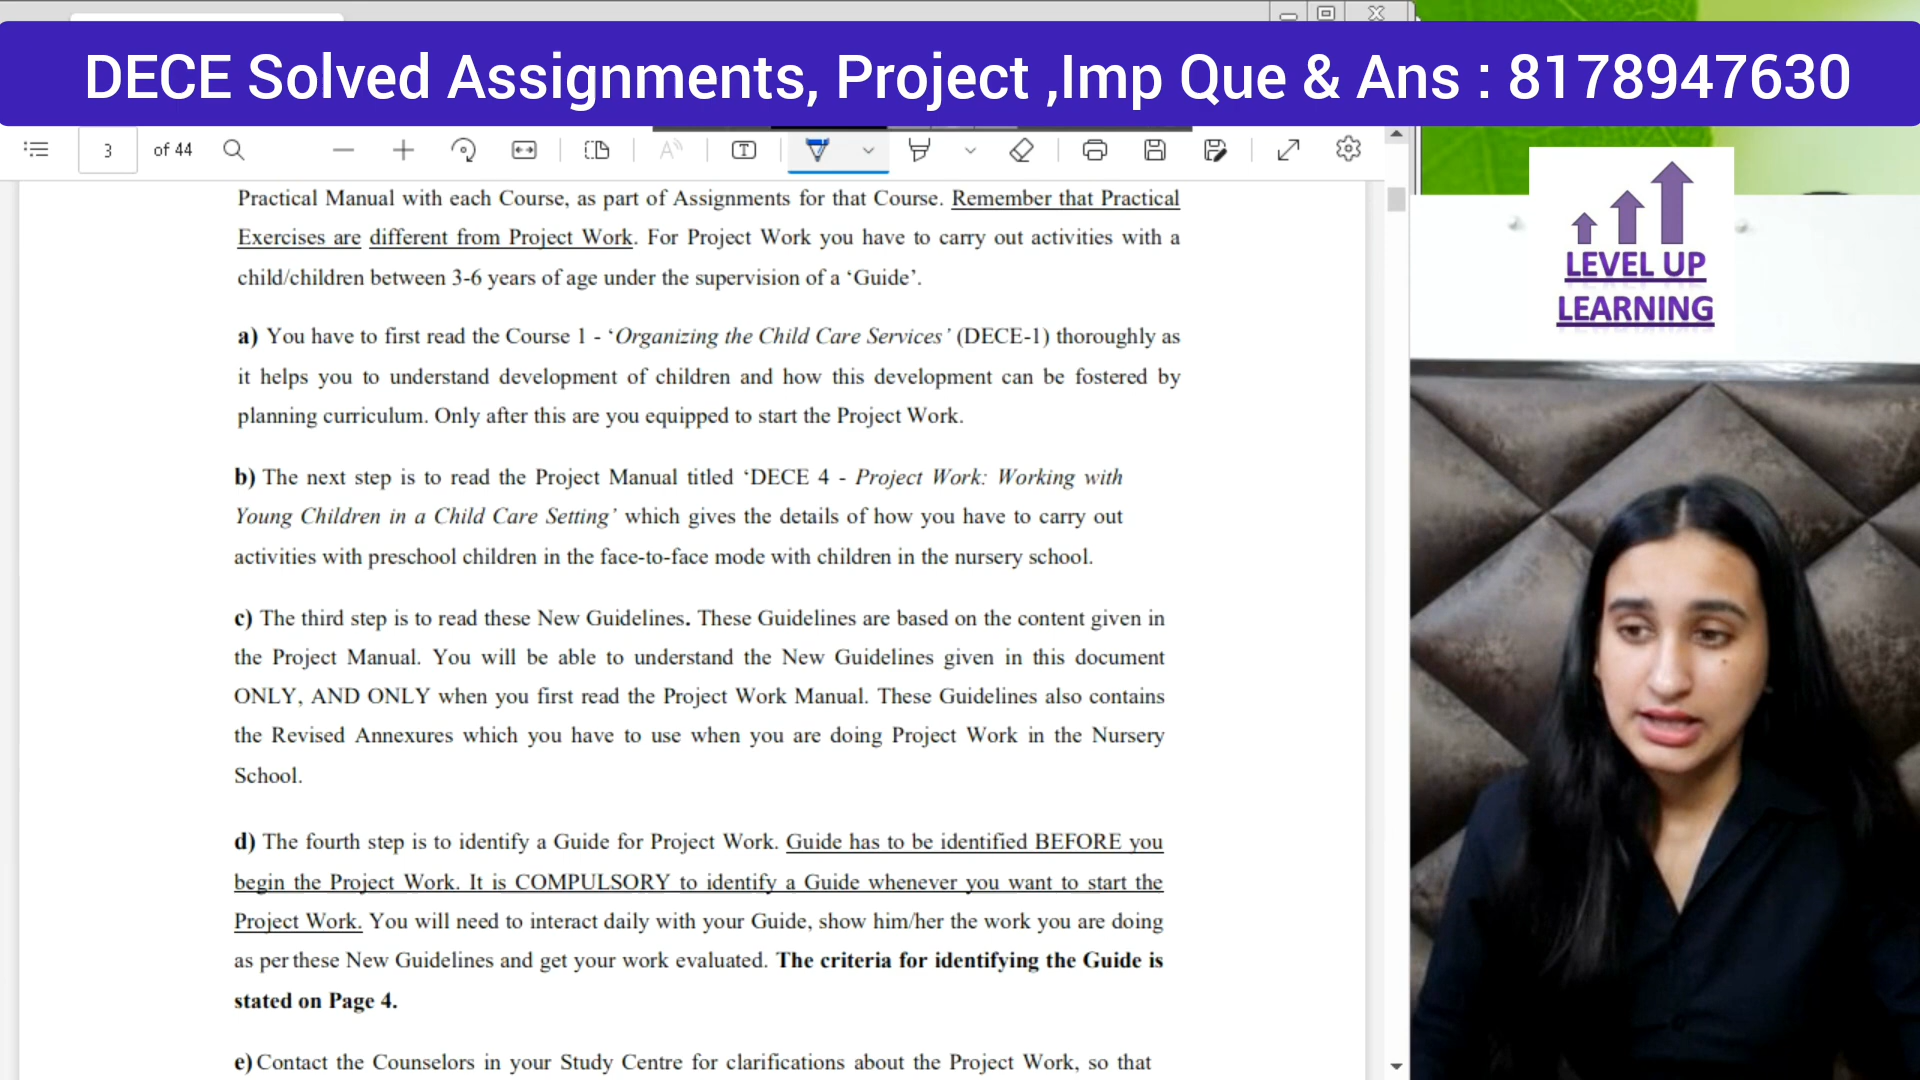 DECE Solved Assignments, Project ,Imp Que & Ans : 8178947630
3 of 44
LEVEL UP
LEARNING
Practical Manual with each Course, as part of Assignments for that Course. Remember that Practical
Exercises are different from Project Work. For Project Work you have to carry out activities with a
child/children between 3-6 years of age under the supervision of a ‘Guide’.
a) You have to first read the Course 1 - ‘Organizing the Child Care Services’ (DECE-1) thoroughly as
it helps you to understand development of children and how this development can be fostered by
planning curriculum. Only after this are you equipped to start the Project Work.
b) The next step is to read the Project Manual titled ‘DECE 4 - Project Work: Working with
Young Children in a Child Care Setting’ which gives the details of how you have to carry out
activities with preschool children in the face-to-face mode with children in the nursery school.
c) The third step is to read these New Guidelines. These Guidelines are based on the content given in
the Project Manual. You will be able to understand the New Guidelines given in this document
ONLY, AND ONLY when you first read the Project Work Manual. These Guidelines also contains
the Revised Annexures which you have to use when you are doing Project Work in the Nursery
School.
d) The fourth step is to identify a Guide for Project Work. Guide has to be identified BEFORE you
begin the Project Work. It is COMPULSORY to identify a Guide whenever you want to start the
Project Work. You will need to interact daily with your Guide, show him/her the work you are doing
as per these New Guidelines and get your work evaluated. The criteria for identifying the Guide is
stated on Page 4.
e) Contact the Counselors in your Study Centre for clarifications about the Project Work, so that